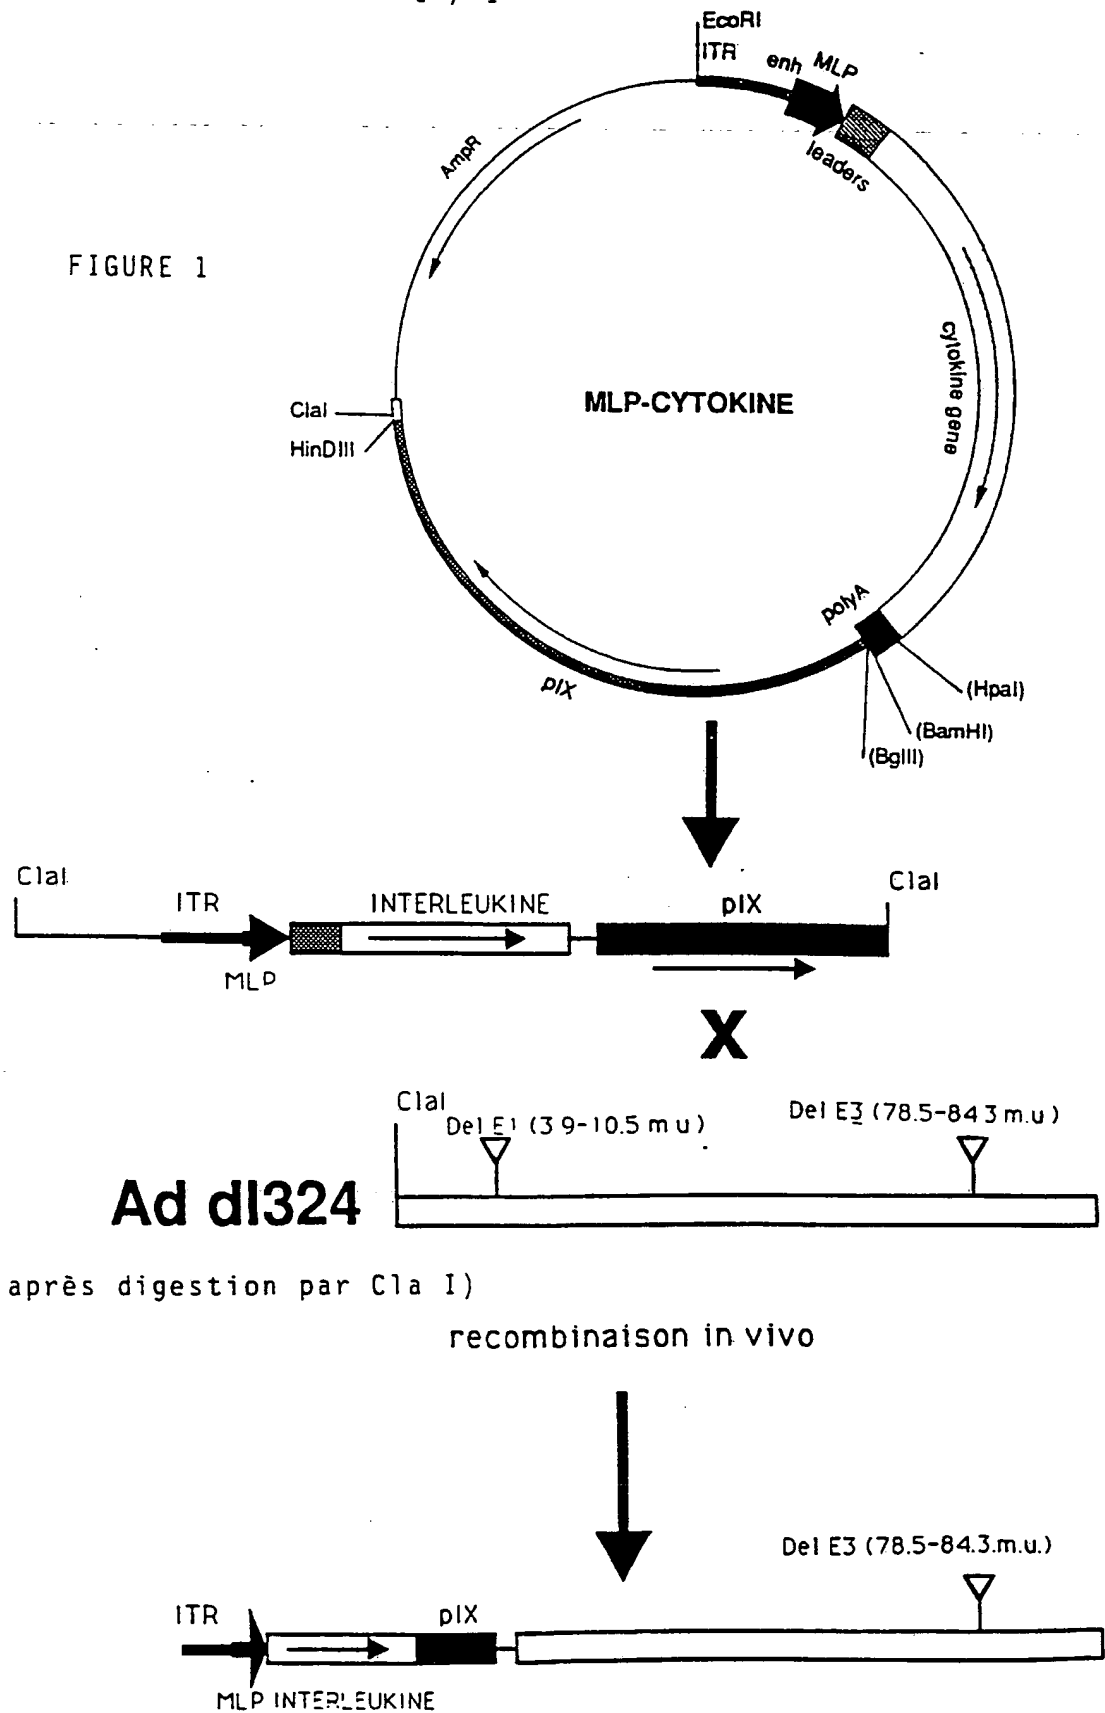 EcoRI
ITR
enh MLP
leaders
AmpR
FIGURE 1
cytokine gene
MLP-CYTOKINE
ClaI
HinDIII
polyA
pIX
(HpaI)
(BamHI)
(BglII)
ClaI
ClaI
ITR
INTERLEUKINE
pIX
MLP
X
ClaI
Del E1 (3 9-10.5 m u)
Del E3 (78.5-84 3 m.u.)
Ad dl324
après digestion par Cla I)
recombinaison in vivo
Del E3 (78.5-84.3.m.u.)
ITR
pIX
MLP INTERLEUKINE